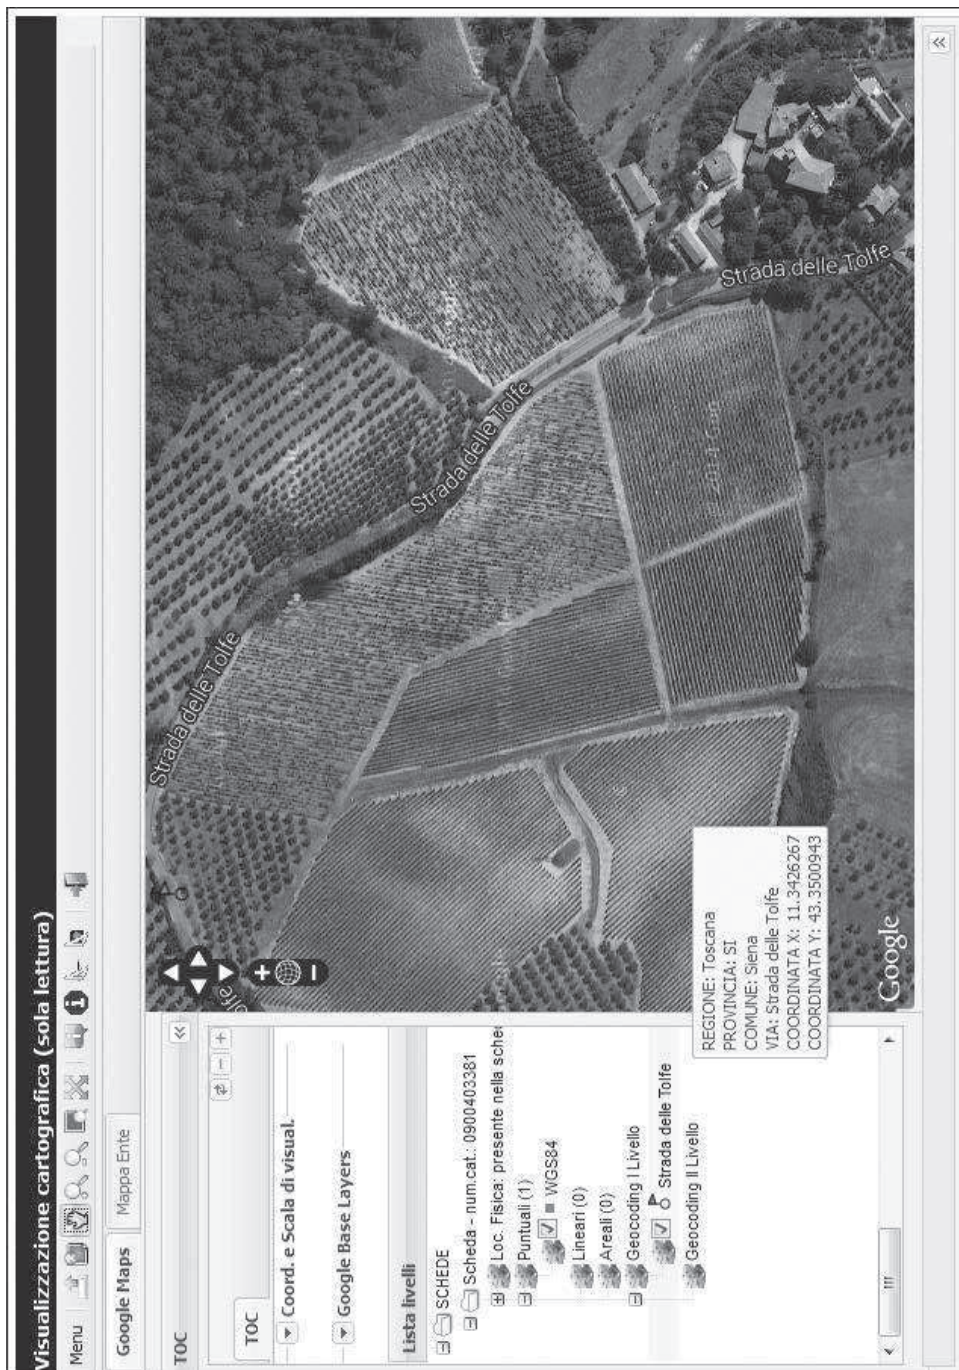 Visualizzazione cartografica (sola lettura)
Menu
Google Maps
Mappa Ente
TOC
TOC
Coord. e Scala di visual.
Google Base Layers
Lista livelli
SCHEDE
Scheda - num.cat.: 0900403381
Loc. Fisica: presente nella sche
Puntuali (1)
WGS84
Lineari (0)
Areali (0)
Geocoding I Livello
Strada delle Tolfe
Geocoding II Livello
Strada delle Tolfe
Strada delle Tolfe
Strada delle Tolfe
REGIONE: Toscana
PROVINCIA: SI
COMUNE: Siena
VIA: Strada delle Tolfe
COORDINATA X: 11.3426267
COORDINATA Y: 43.3500943
Google